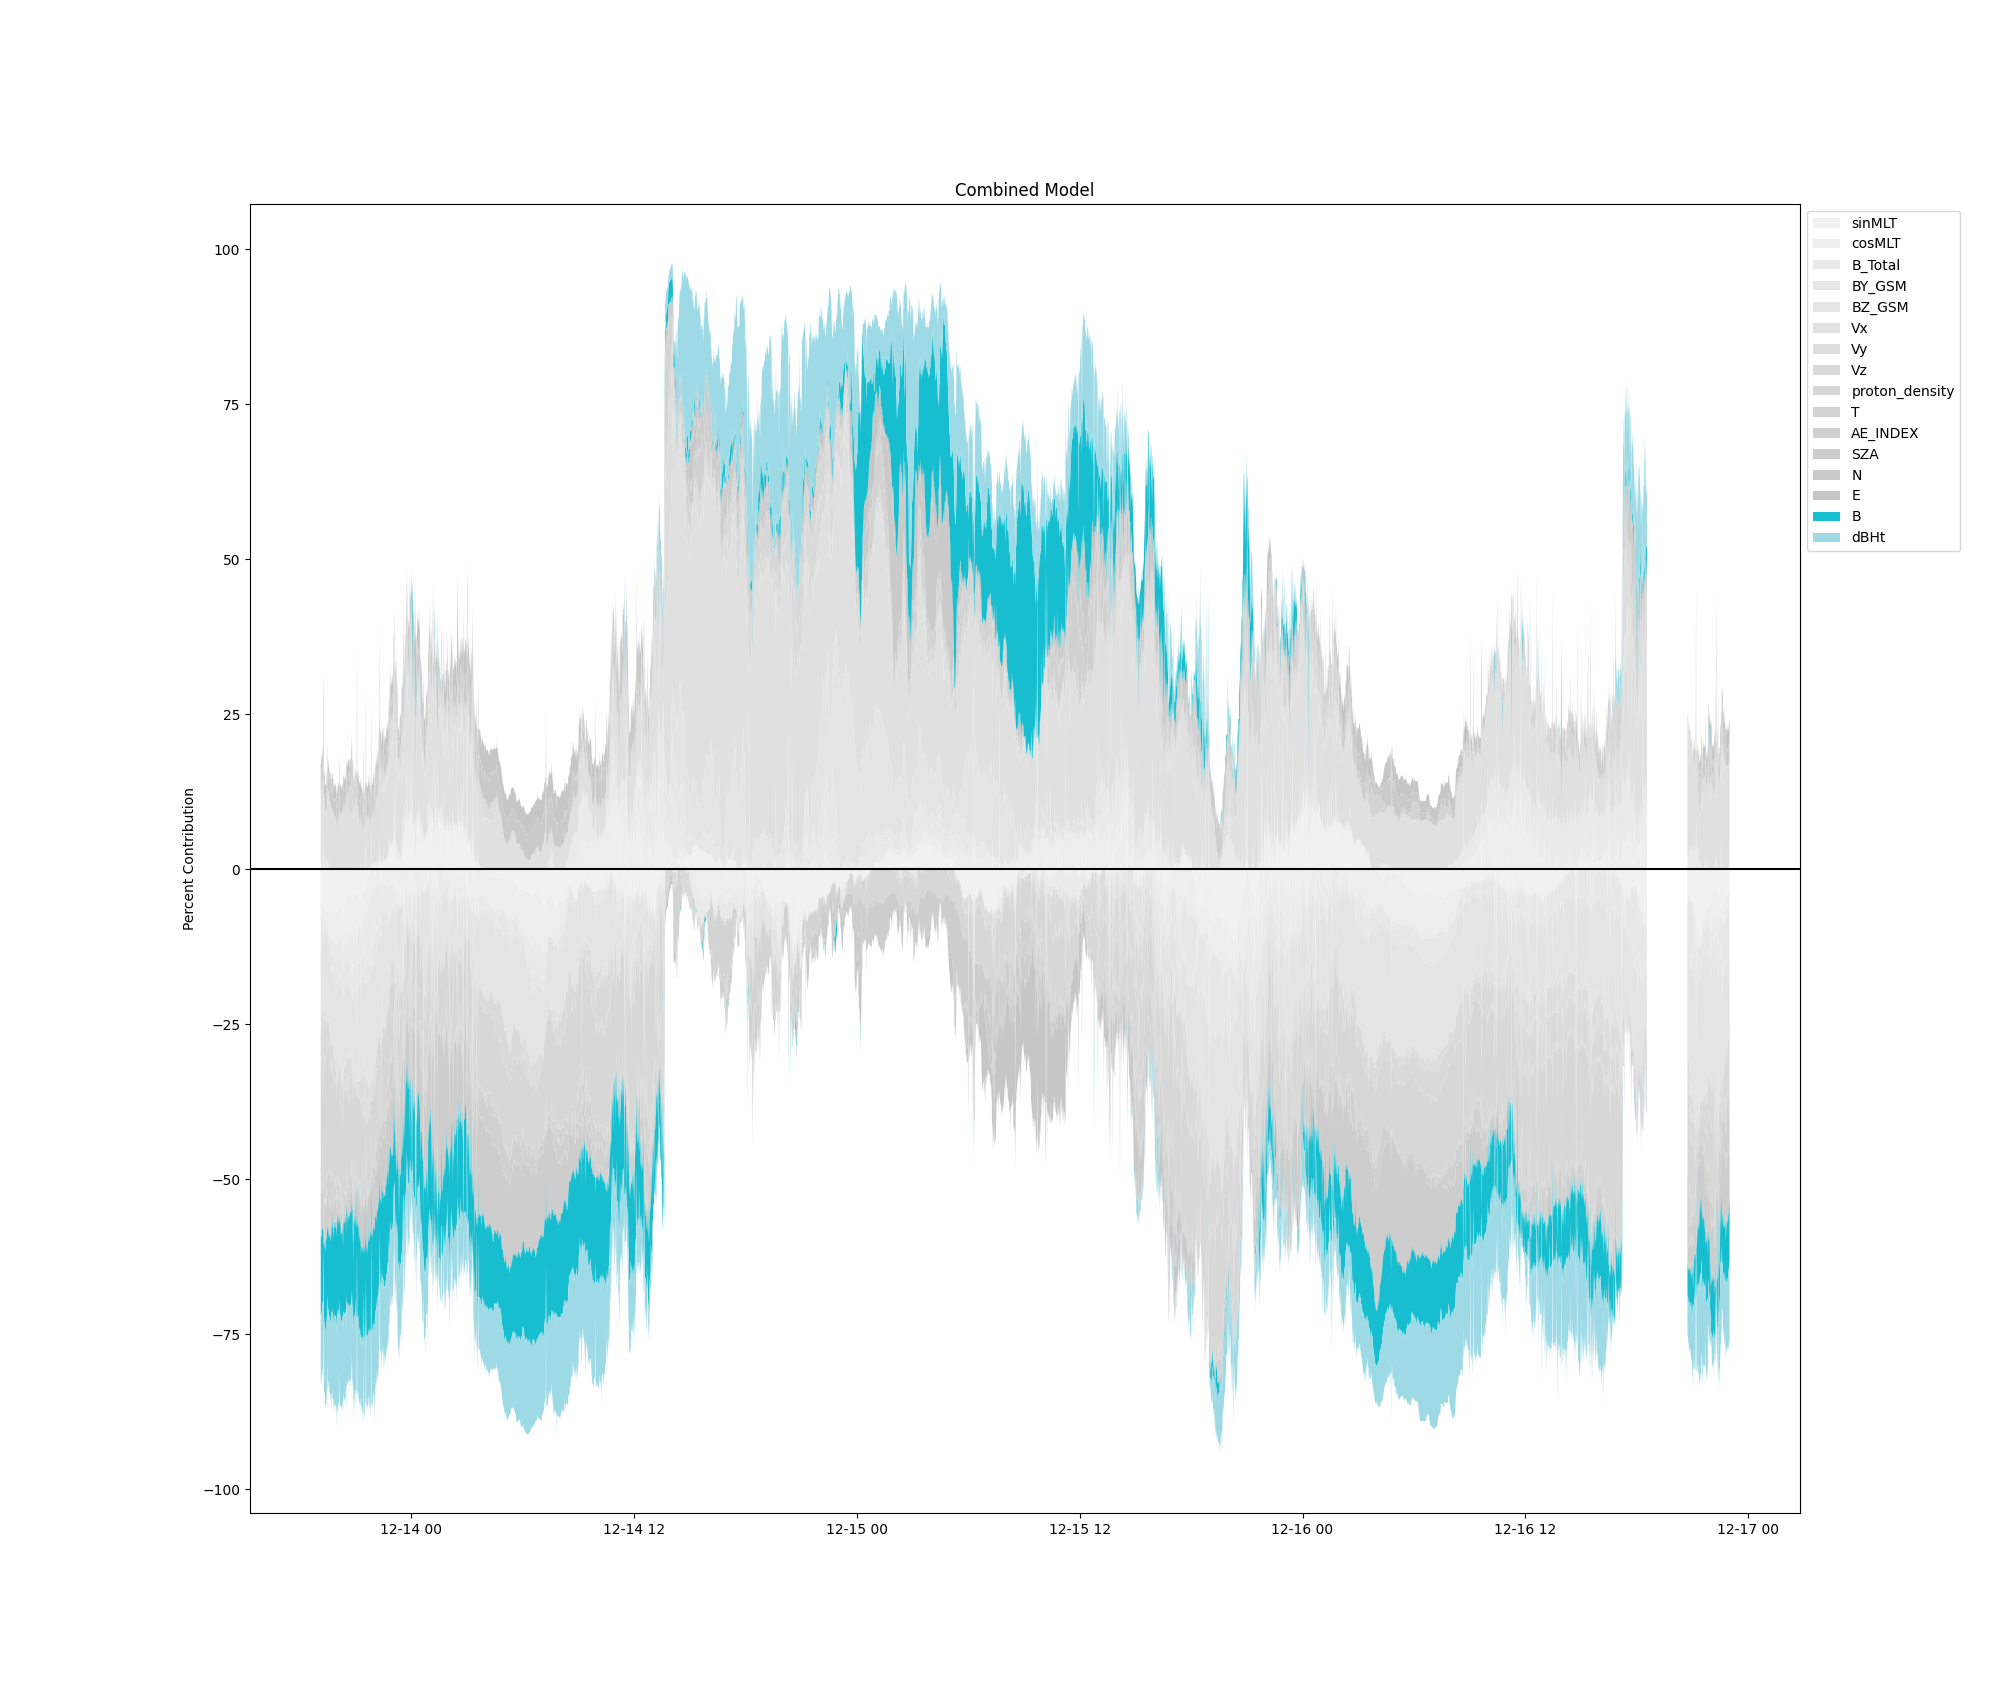 Combined Model
100
75
50
25
0
−25
−50
−75
−100
Percent Contribution
12-14 00
12-14 12
12-15 00
12-15 12
12-16 00
12-16 12
12-17 00
sinMLT
cosMLT
B_Total
BY_GSM
BZ_GSM
Vx
Vy
Vz
proton_density
T
AE_INDEX
SZA
N
E
B
dBHt